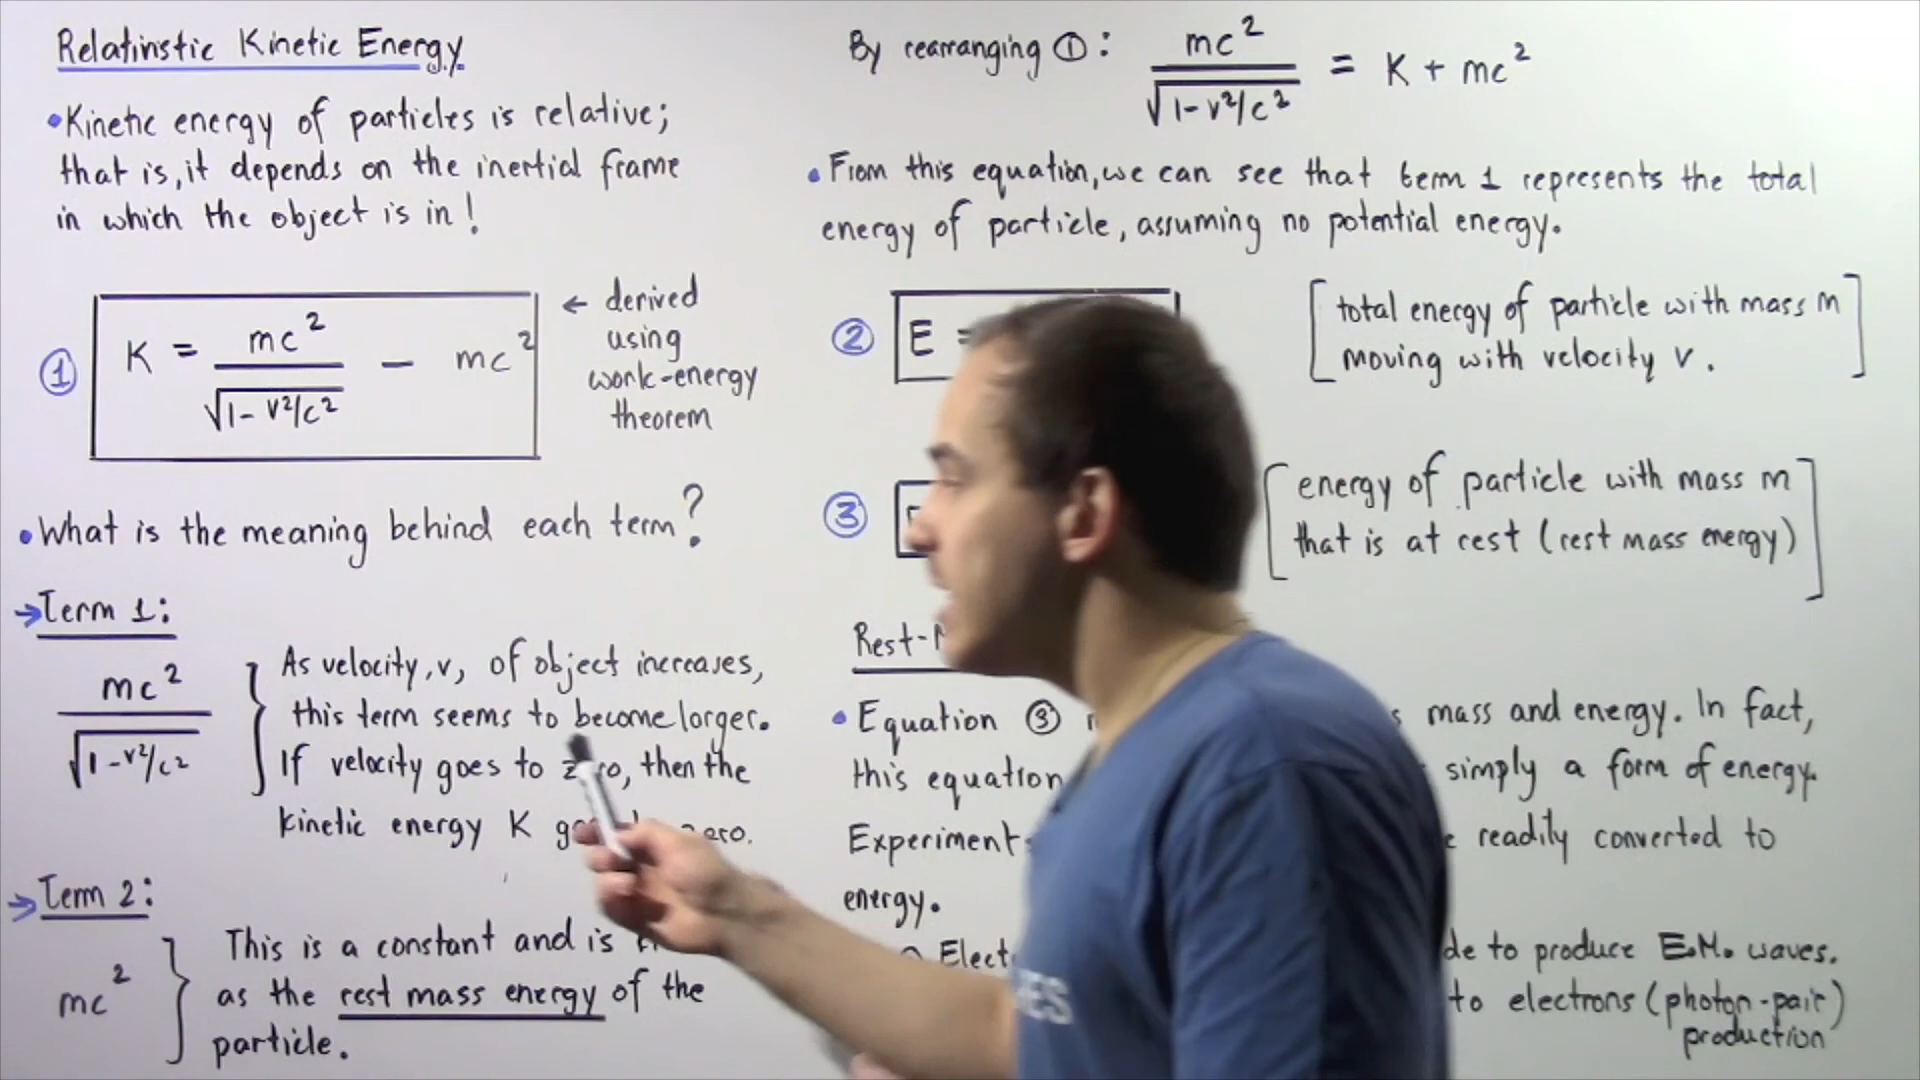 Relativistic Kinetic Energy
• Kinetic energy of particles is relative;
that is, it depends on the inertial frame
in which the object is in!
① K = mc² / √1 - v²/c² - mc²
← derived
using
work-energy
theorem
• What is the meaning behind each term?
→ Term 1:
mc² / √1 - v²/c²
As velocity, v, of object increases,
this term seems to become larger.
If velocity goes to zero, then the
kinetic energy K zero.
→ Term 2:
mc²
This is a constant and is
as the rest mass energy of the
particle.
By rearranging ①: mc² / √1 - v²/c² = K + mc²
• From this equation, we can see that term 1 represents the total
energy of particle, assuming no potential energy.
② E =
[total energy of particle with mass m
moving with velocity v.]
③
[energy of particle with mass m
that is at rest (rest mass energy)]
Rest-
• Equation ③ mass and energy. In fact,
this equation simply a form of energy.
Experiment readily converted to
energy.
to produce E.M. waves.
to electrons (photon-pair
production